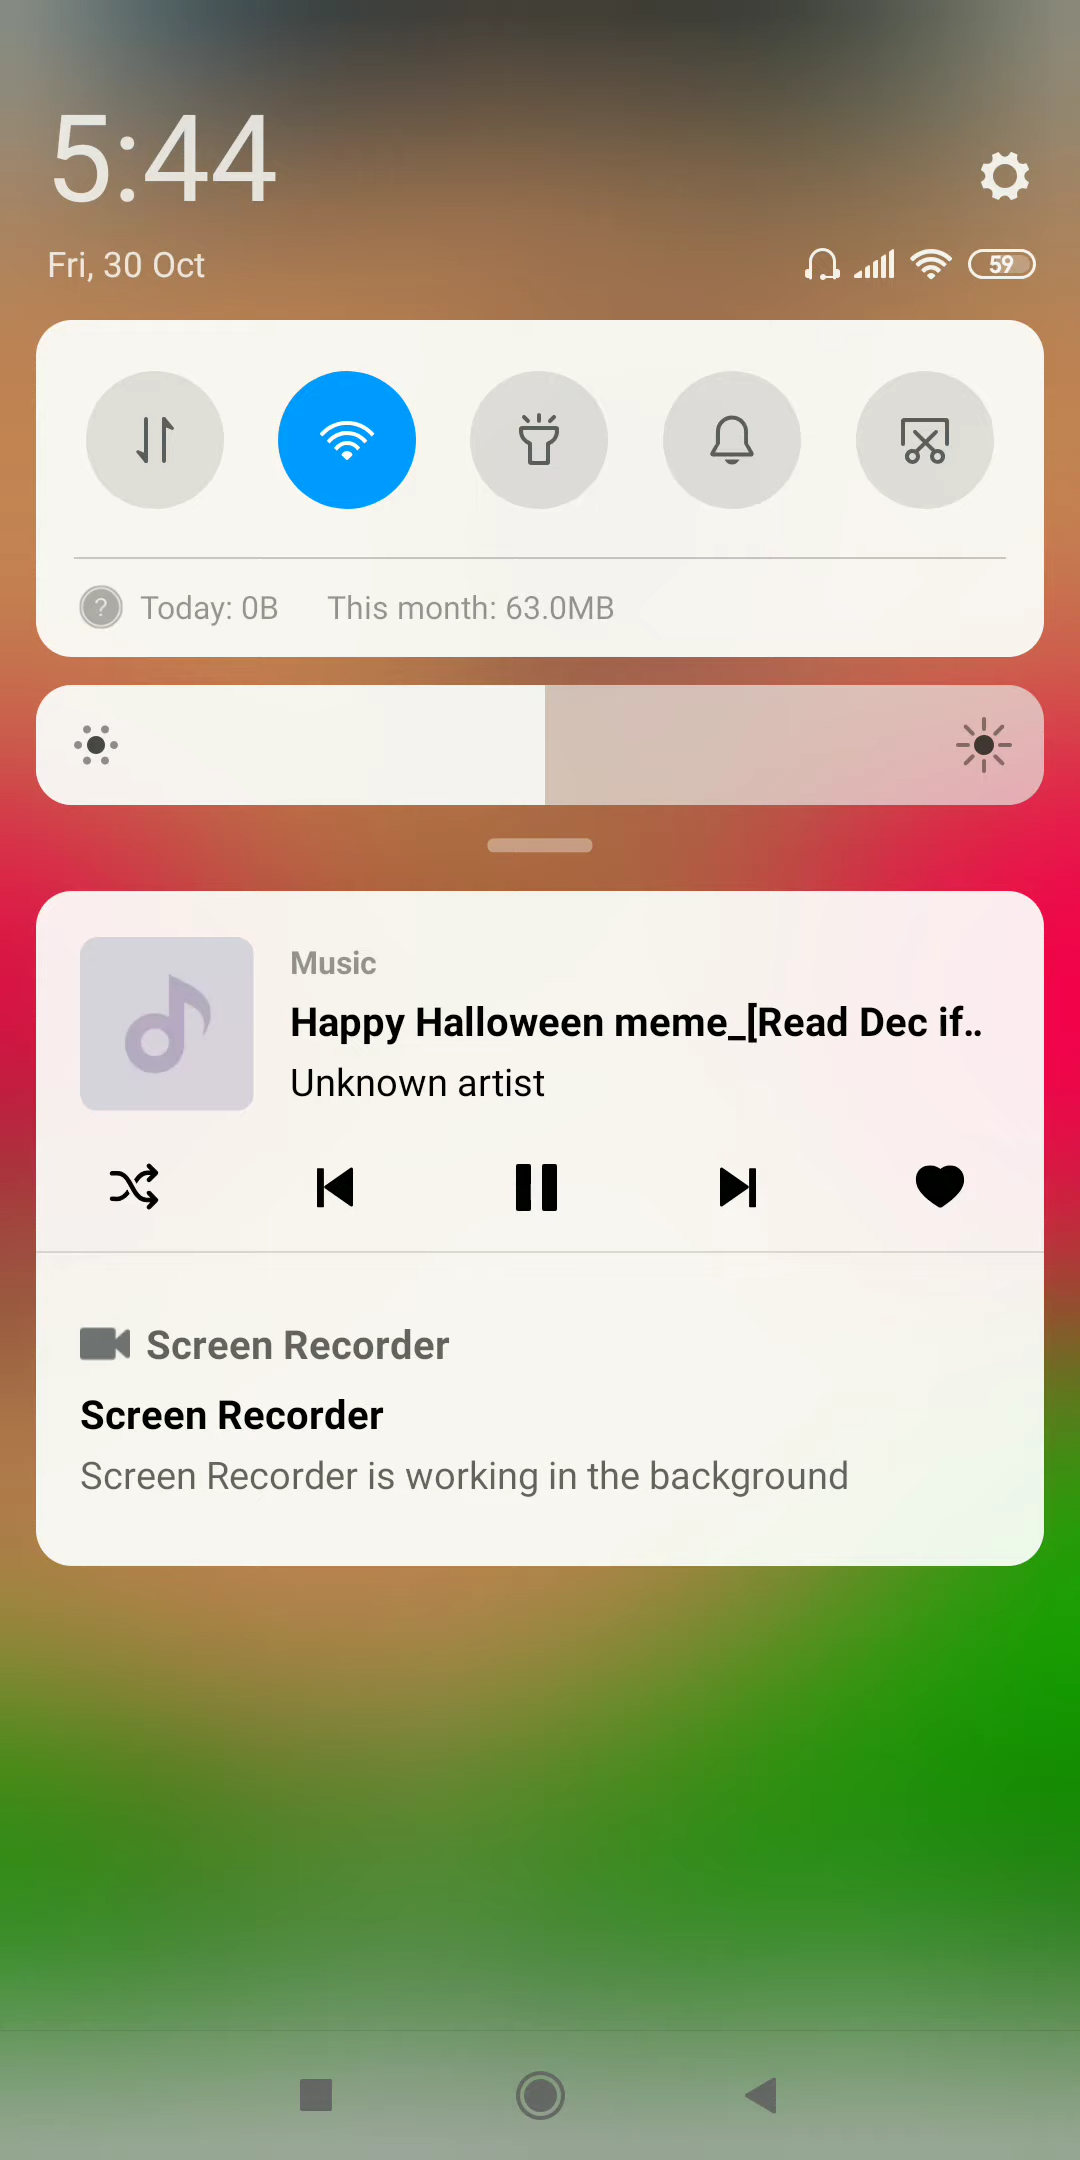 5:44
Fri, 30 Oct
59
? Today: 0B This month: 63.0MB
Music
Happy Halloween meme_[Read Dec if..
Unknown artist
Screen Recorder
Screen Recorder
Screen Recorder is working in the background